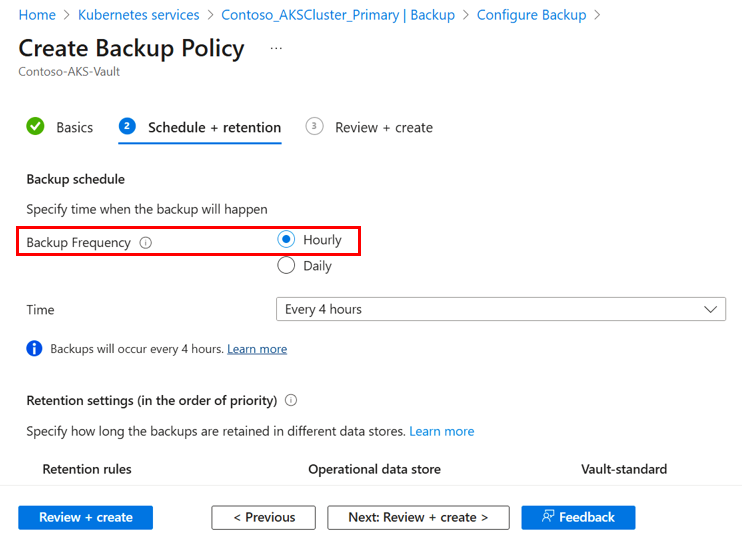 Home > Kubernetes services > Contoso_AKSCluster_Primary | Backup > Configure Backup >
Create Backup Policy ...
Contoso-AKS-Vault
Basics 2 Schedule + retention 3 Review + create
Backup schedule
Specify time when the backup will happen
Backup Frequency Hourly
Daily
Time Every 4 hours
Backups will occur every 4 hours. Learn more
Retention settings (in the order of priority)
Specify how long the backups are retained in different data stores. Learn more
Retention rules Operational data store Vault-standard
Review + create < Previous Next: Review + create > Feedback